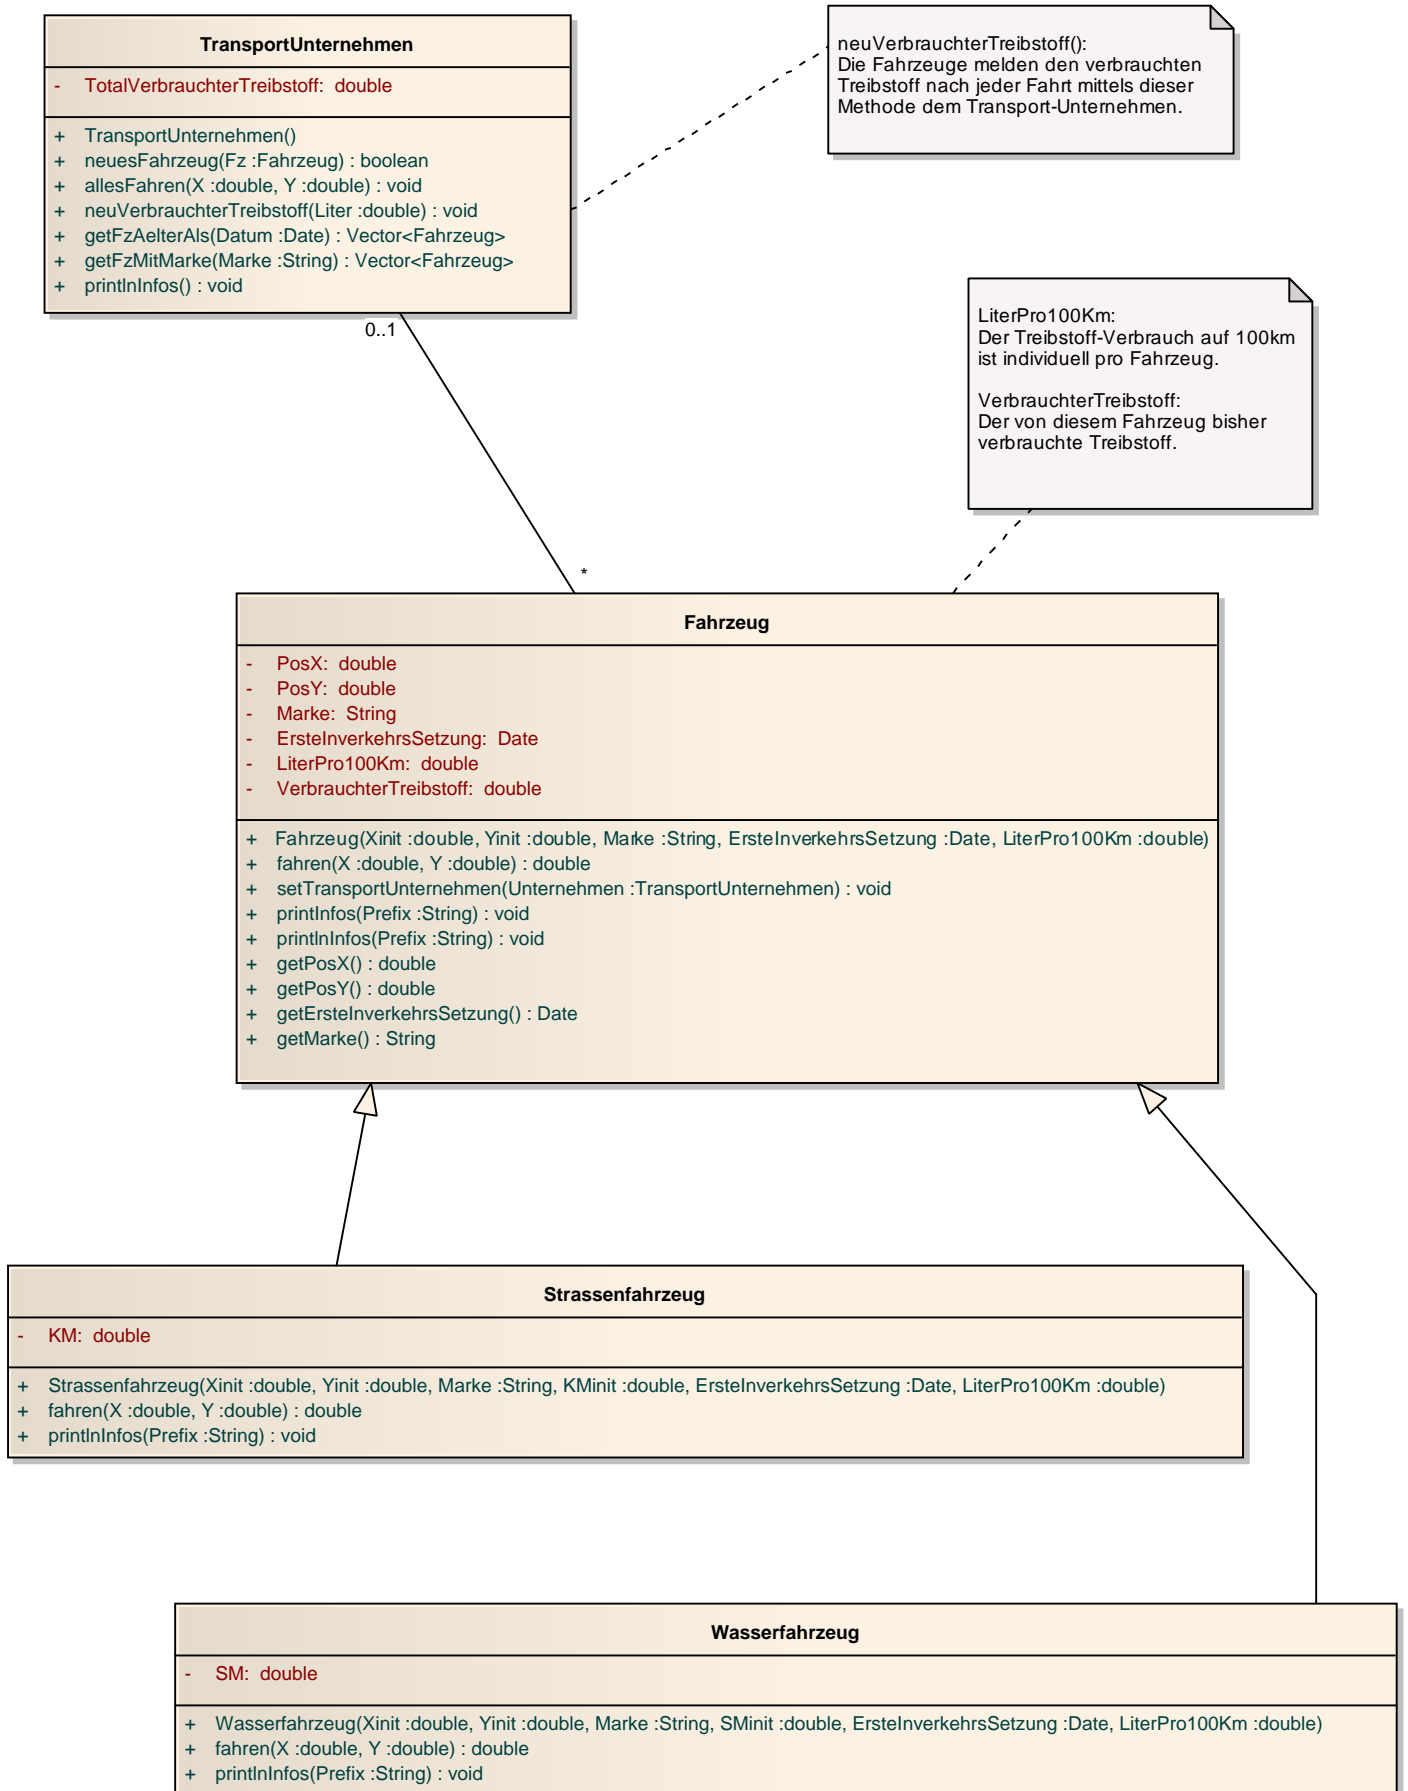 TransportUnternehmen
- TotalVerbrauchterTreibstoff: double
+ TransportUnternehmen()
+ neuesFahrzeug(Fz :Fahrzeug) : boolean
+ allesFahren(X :double, Y :double) : void
+ neuVerbrauchterTreibstoff(Liter :double) : void
+ getFzAelterAls(Datum :Date) : Vector<Fahrzeug>
+ getFzMitMarke(Marke :String) : Vector<Fahrzeug>
+ printlnInfos() : void
neuVerbrauchterTreibstoff():
Die Fahrzeuge melden den verbrauchten
Treibstoff nach jeder Fahrt mittels dieser
Methode dem Transport-Unternehmen.
0..1
LiterPro100Km:
Der Treibstoff-Verbrauch auf 100km
ist individuell pro Fahrzeug.
VerbrauchterTreibstoff:
Der von diesem Fahrzeug bisher
verbrauchte Treibstoff.
*
Fahrzeug
- PosX: double
- PosY: double
- Marke: String
- ErsteInverkehrsSetzung: Date
- LiterPro100Km: double
- VerbrauchterTreibstoff: double
+ Fahrzeug(Xinit :double, Yinit :double, Marke :String, ErsteInverkehrsSetzung :Date, LiterPro100Km :double)
+ fahren(X :double, Y :double) : double
+ setTransportUnternehmen(Unternehmen :TransportUnternehmen) : void
+ printInfos(Prefix :String) : void
+ printlnInfos(Prefix :String) : void
+ getPosX() : double
+ getPosY() : double
+ getErsteInverkehrsSetzung() : Date
+ getMarke() : String
Strassenfahrzeug
- KM: double
+ Strassenfahrzeug(Xinit :double, Yinit :double, Marke :String, KMinit :double, ErsteInverkehrsSetzung :Date, LiterPro100Km :double)
+ fahren(X :double, Y :double) : double
+ printlnInfos(Prefix :String) : void
Wasserfahrzeug
- SM: double
+ Wasserfahrzeug(Xinit :double, Yinit :double, Marke :String, SMinit :double, ErsteInverkehrsSetzung :Date, LiterPro100Km :double)
+ fahren(X :double, Y :double) : double
+ printlnInfos(Prefix :String) : void